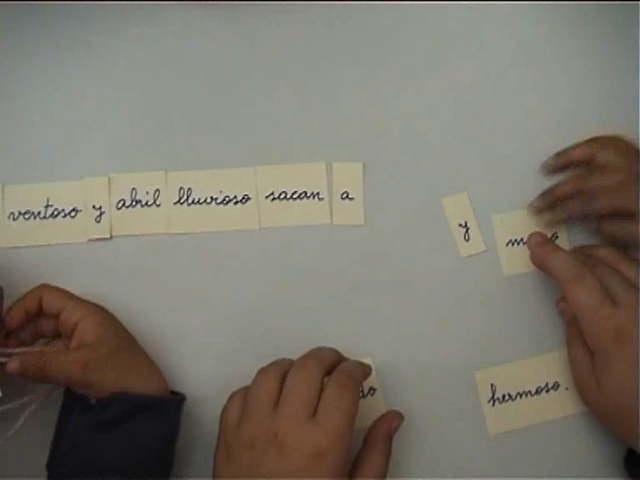 ventoso y abril lluvioso sacan a
y
hermoso.